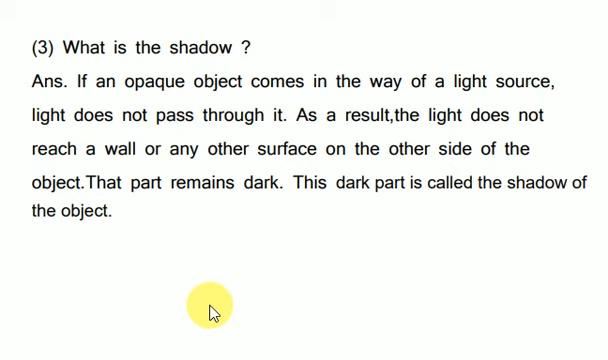 (3) What is the shadow ?
Ans. If an opaque object comes in the way of a light source,
light does not pass through it. As a result,the light does not
reach a wall or any other surface on the other side of the
object.That part remains dark. This dark part is called the shadow of
the object.